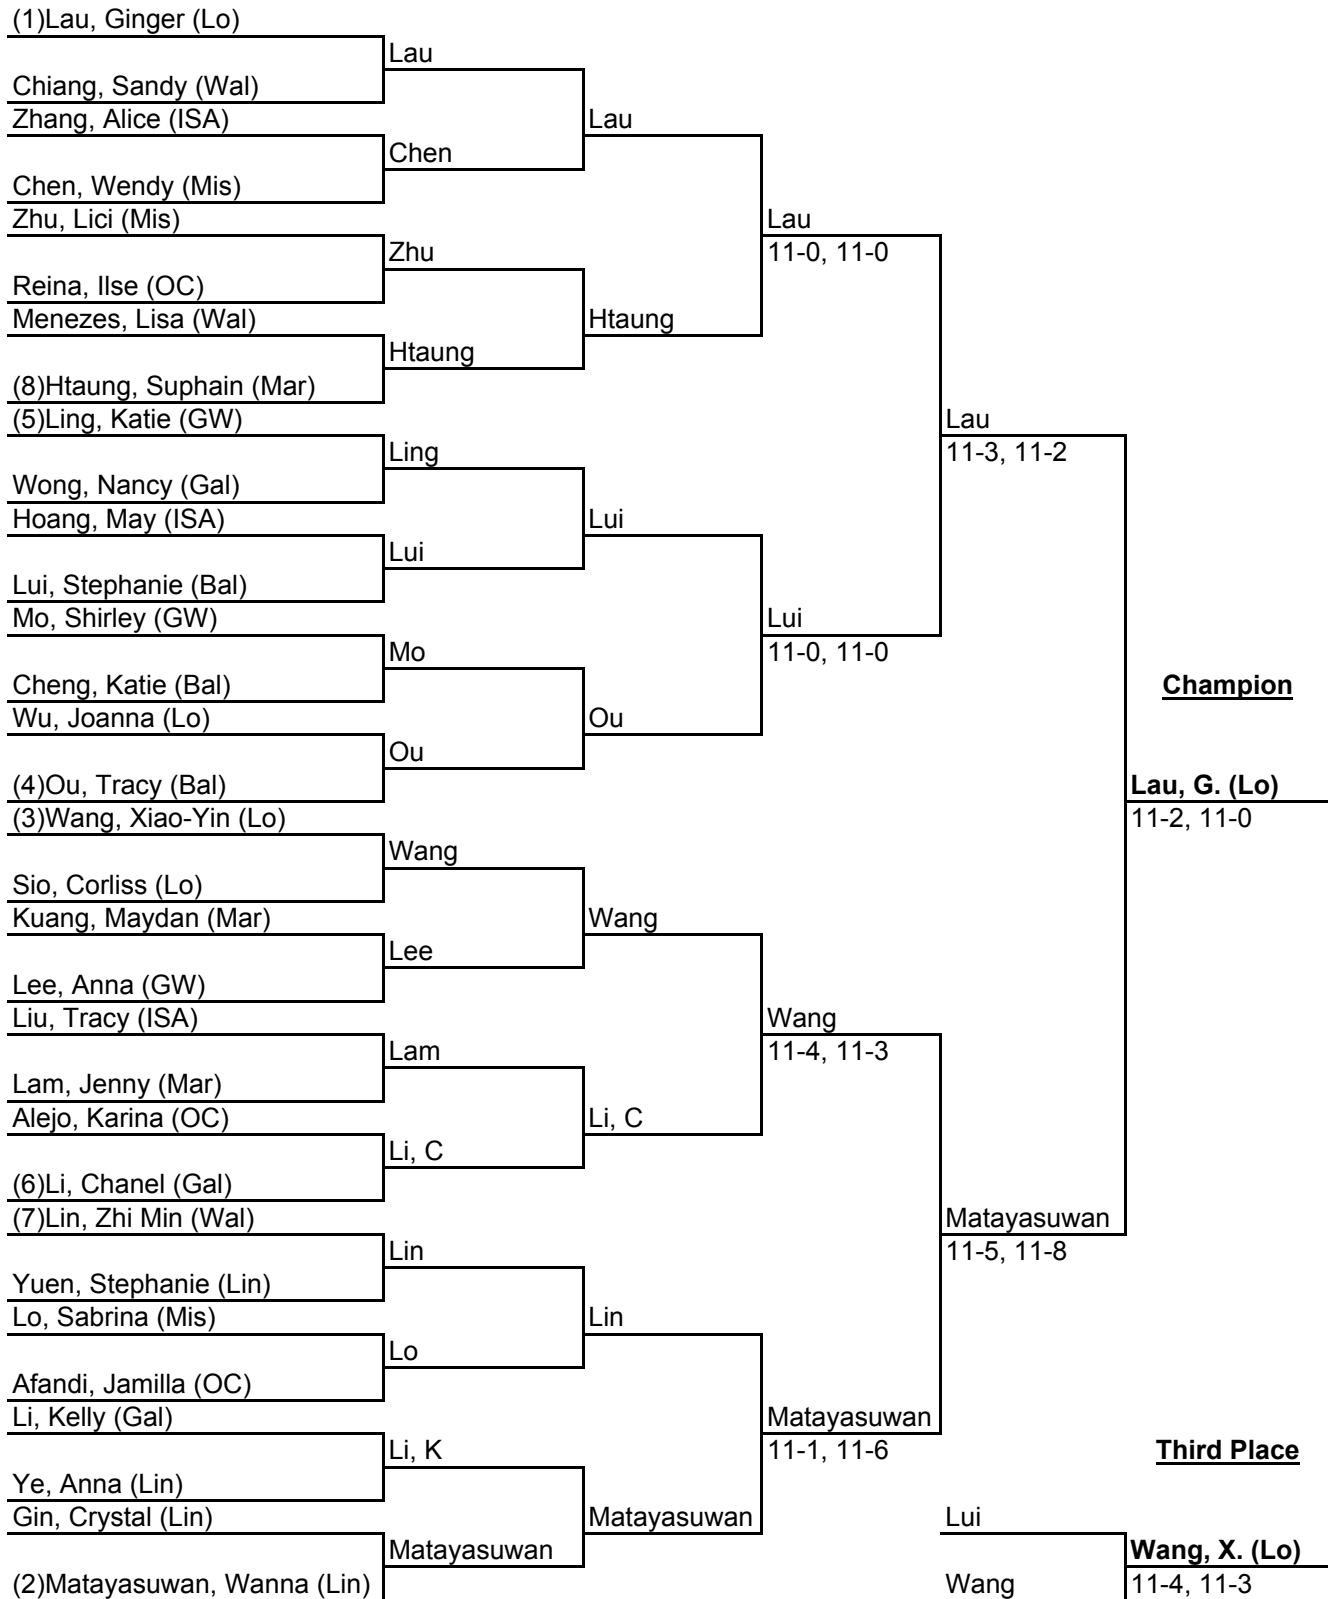 (1)Lau, Ginger (Lo)
Lau
Chiang, Sandy (Wal)
Zhang, Alice (ISA)
Lau
Chen
Chen, Wendy (Mis)
Zhu, Lici (Mis)
Lau
Zhu
11-0, 11-0
Reina, Ilse (OC)
Menezes, Lisa (Wal)
Htaung
Htaung
(8)Htaung, Suphain (Mar)
(5)Ling, Katie (GW)
Lau
Ling
11-3, 11-2
Wong, Nancy (Gal)
Hoang, May (ISA)
Lui
Lui
Lui, Stephanie (Bal)
Mo, Shirley (GW)
Lui
Mo
11-0, 11-0
Cheng, Katie (Bal)
Champion
Wu, Joanna (Lo)
Ou
Ou
(4)Ou, Tracy (Bal)
Lau, G. (Lo)
(3)Wang, Xiao-Yin (Lo)
11-2, 11-0
Wang
Sio, Corliss (Lo)
Kuang, Maydan (Mar)
Wang
Lee
Lee, Anna (GW)
Liu, Tracy (ISA)
Wang
Lam
11-4, 11-3
Lam, Jenny (Mar)
Alejo, Karina (OC)
Li, C
Li, C
(6)Li, Chanel (Gal)
(7)Lin, Zhi Min (Wal)
Matayasuwan
Lin
11-5, 11-8
Yuen, Stephanie (Lin)
Lo, Sabrina (Mis)
Lin
Lo
Afandi, Jamilla (OC)
Li, Kelly (Gal)
Matayasuwan
Li, K
11-1, 11-6
Third Place
Ye, Anna (Lin)
Gin, Crystal (Lin)
Matayasuwan
Lui
Matayasuwan
Wang, X. (Lo)
(2)Matayasuwan, Wanna (Lin)
Wang
11-4, 11-3